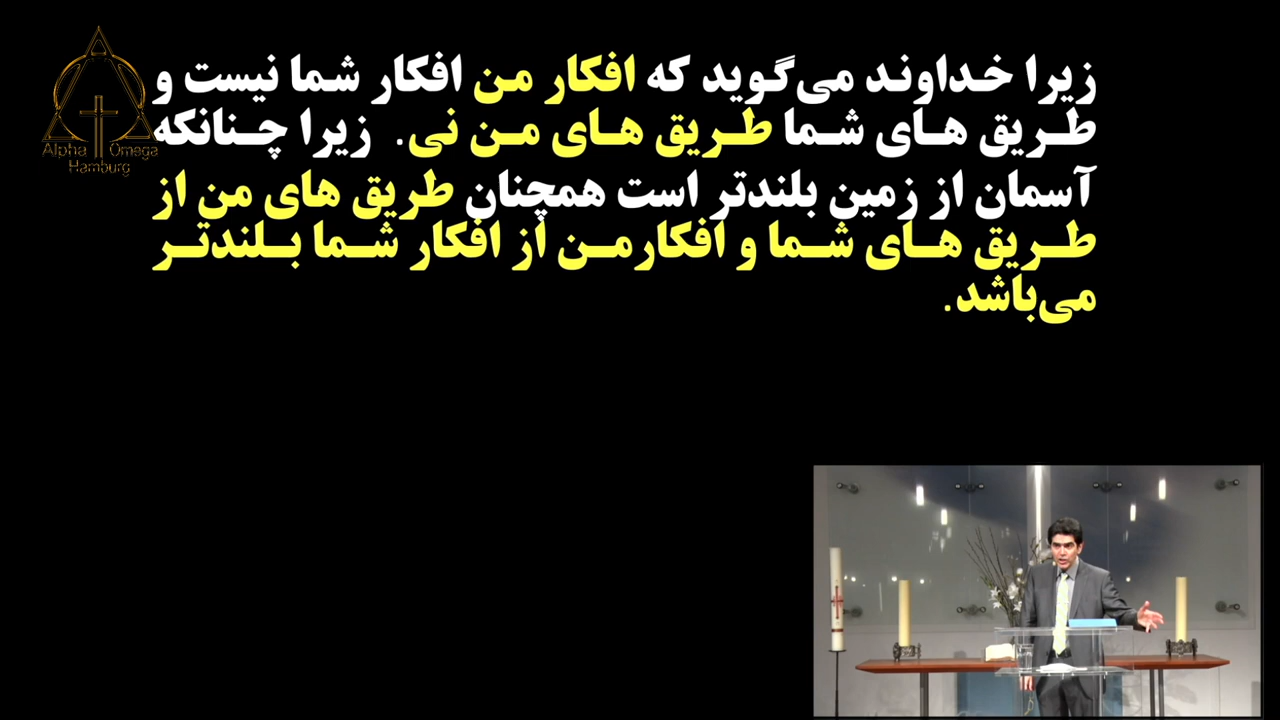 زیرا خداوند می‌گوید که افکار من افکار شما نیست و
طریق های شما طریق های من نی. زیرا چنانکه
آسمان از زمین بلندتر است همچنان طریق های من از
طریق های شما و افکارمن از افکار شما بلندتر
می‌باشد.
Alpha Omega
Hamburg